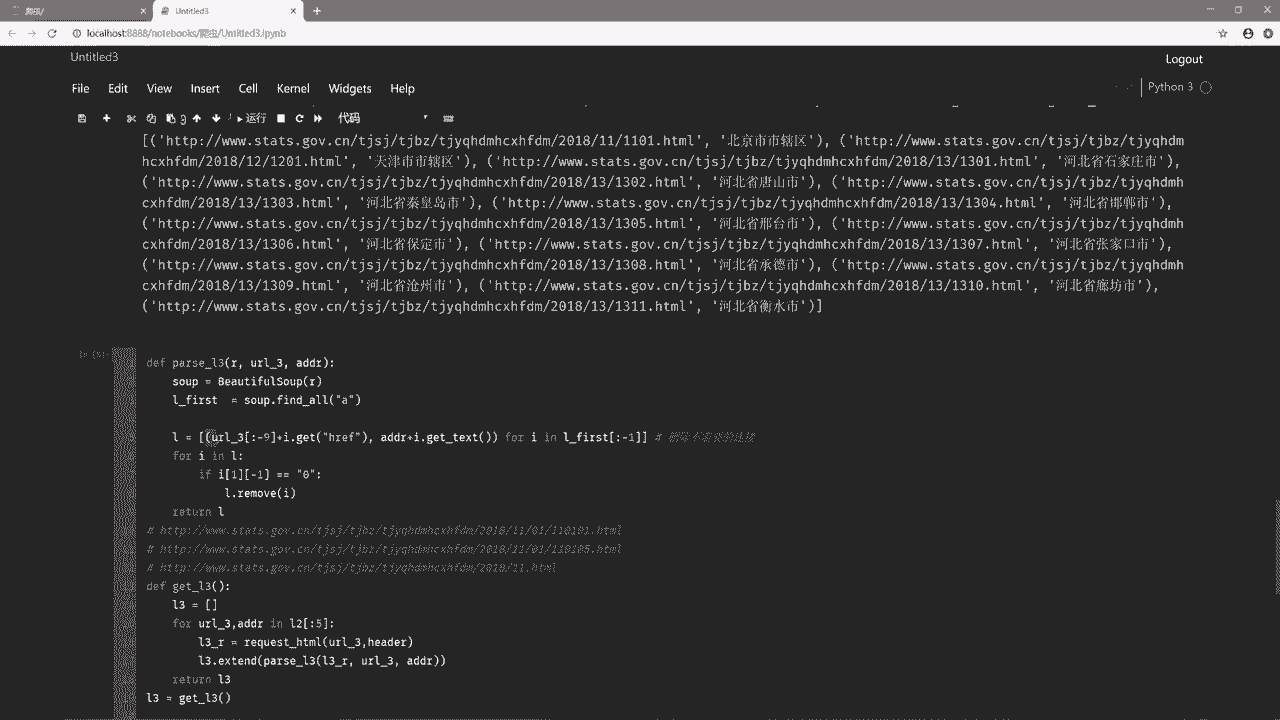 爬虫/
Untitled3
localhost:8888/notebooks/爬虫/Untitled3.ipynb
Untitled3
Logout
File Edit View Insert Cell Kernel Widgets Help
Python 3
运行 代码
[('http://www.stats.gov.cn/tjsj/tjbz/tjyqhdmhcxhfdm/2018/11/1101.html', '北京市市辖区'), ('http://www.stats.gov.cn/tjsj/tjbz/tjyqhdm
hcxhfdm/2018/12/1201.html', '天津市市辖区'), ('http://www.stats.gov.cn/tjsj/tjbz/tjyqhdmhcxhfdm/2018/13/1301.html', '河北省石家庄市'),
('http://www.stats.gov.cn/tjsj/tjbz/tjyqhdmhcxhfdm/2018/13/1302.html', '河北省唐山市'), ('http://www.stats.gov.cn/tjsj/tjbz/tjyqhdmh
cxhfdm/2018/13/1303.html', '河北省秦皇岛市'), ('http://www.stats.gov.cn/tjsj/tjbz/tjyqhdmhcxhfdm/2018/13/1304.html', '河北省邯郸市'),
('http://www.stats.gov.cn/tjsj/tjbz/tjyqhdmhcxhfdm/2018/13/1305.html', '河北省邢台市'), ('http://www.stats.gov.cn/tjsj/tjbz/tjyqhdmh
cxhfdm/2018/13/1306.html', '河北省保定市'), ('http://www.stats.gov.cn/tjsj/tjbz/tjyqhdmhcxhfdm/2018/13/1307.html', '河北省张家口市'),
('http://www.stats.gov.cn/tjsj/tjbz/tjyqhdmhcxhfdm/2018/13/1308.html', '河北省承德市'), ('http://www.stats.gov.cn/tjsj/tjbz/tjyqhdmh
cxhfdm/2018/13/1309.html', '河北省沧州市'), ('http://www.stats.gov.cn/tjsj/tjbz/tjyqhdmhcxhfdm/2018/13/1310.html', '河北省廊坊市'),
('http://www.stats.gov.cn/tjsj/tjbz/tjyqhdmhcxhfdm/2018/13/1311.html', '河北省衡水市')]
def parse_l3(r, url_3, addr):
soup = BeautifulSoup(r)
l_first = soup.find_all("a")
l = [(url_3[:-9]+i.get("href"), addr+i.get_text()) for i in l_first[:-1]] #
for i in l:
if i[1][-1] == "0":
l.remove(i)
return l
# http://www.stats.gov.cn/tjsj/tjbz/tjyqhdmhcxhfdm/2018/11/01/110101.html
# http://www.stats.gov.cn/tjsj/tjbz/tjyqhdmhcxhfdm/2018/11/01/110105.html
# http://www.stats.gov.cn/tjsj/tjbz/tjyqhdmhcxhfdm/2018/11.html
def get_l3():
l3 = []
for url_3,addr in l2[:5]:
l3_r = request_html(url_3,header)
l3.extend(parse_l3(l3_r, url_3, addr))
return l3
l3 = get_l3()